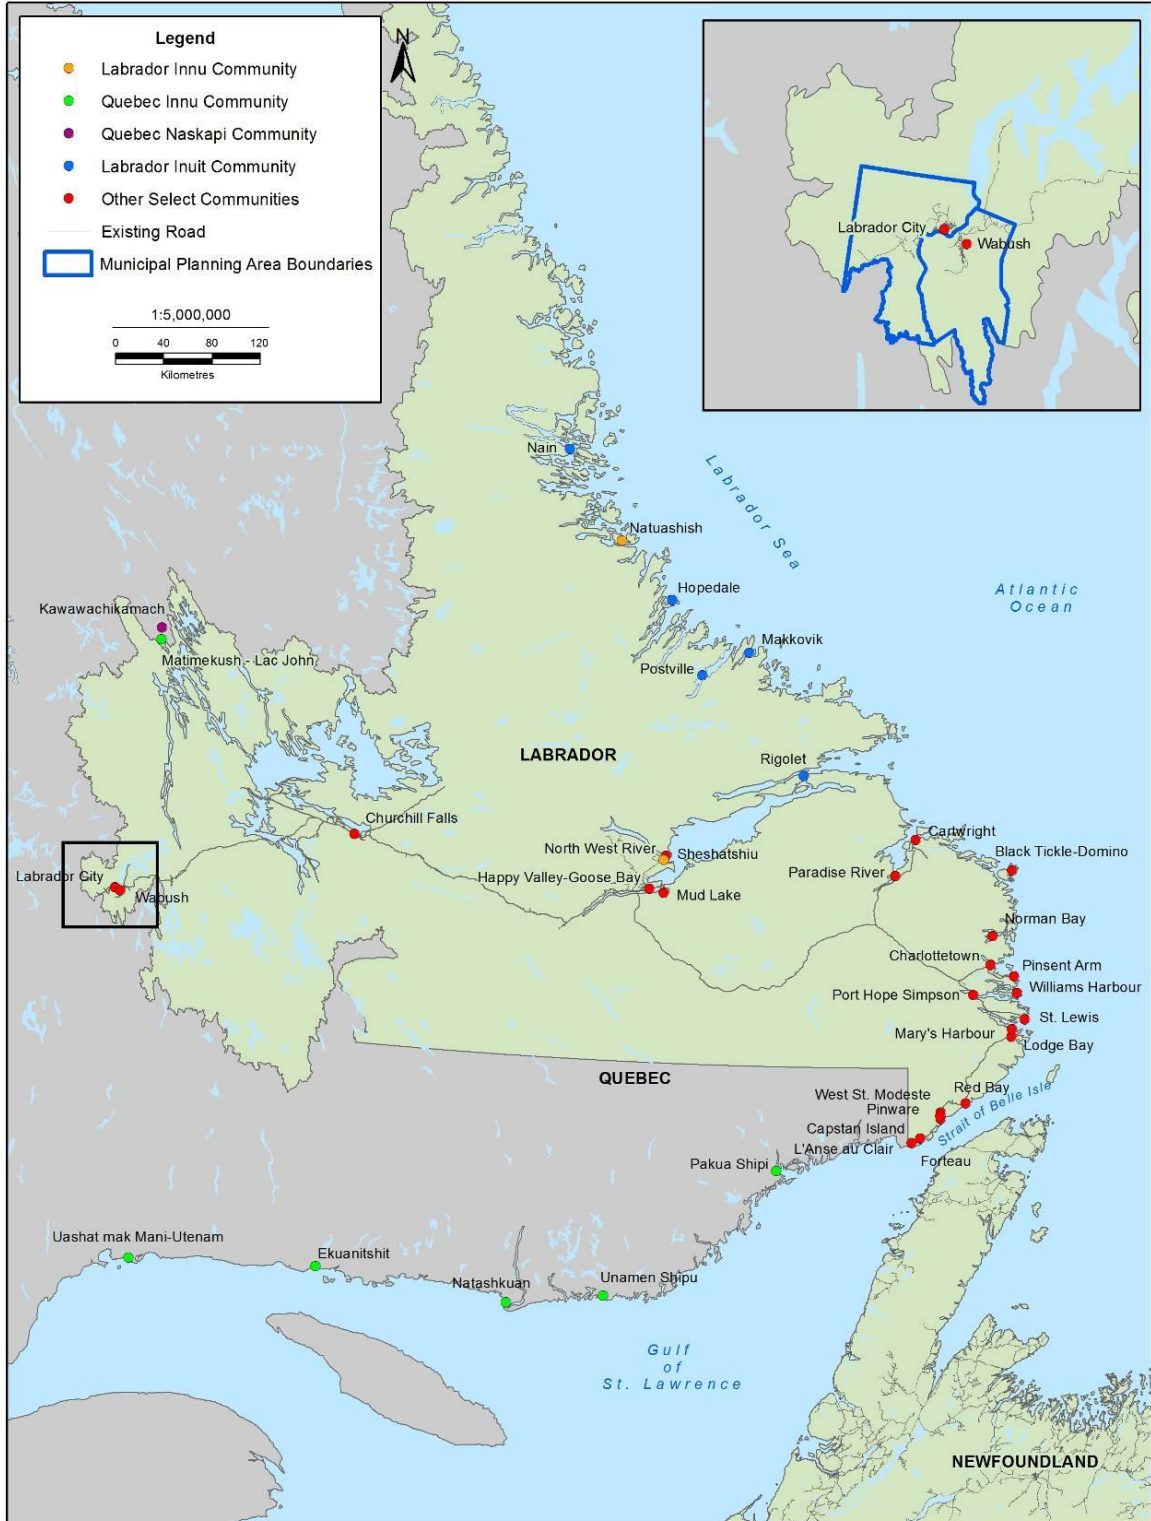 Legend
Labrador Innu Community
Quebec Innu Community
Quebec Naskapi Community
Labrador Inuit Community
Other Select Communities
Existing Road
Municipal Planning Area Boundaries
1:5,000,000
0 40 80 120
Kilometres
N
Labrador City
Wabush
Nain
Natuashish
Labrador Sea
Hopedale
Atlantic
Ocean
Kawawachikamach
Makkovik
Matimekush - Lac John
Postville
LABRADOR
Rigolet
Churchill Falls
Cartwright
North West River
Sheshatshiu
Black Tickle-Domino
Labrador City
Happy Valley-Goose Bay
Paradise River
Wabush
Mud Lake
Norman Bay
Charlottetown
Pinsent Arm
Williams Harbour
Port Hope Simpson
St. Lewis
Mary's Harbour
Lodge Bay
QUEBEC
Red Bay
West St. Modeste
Pinware
Strait of Belle Isle
Capstan Island
L'Anse au Clair
Forteau
Pakua Shipi
Uashat mak Mani-Utenam
Ekuanitshit
Natashkuan
Unamen Shipu
Gulf
of
St. Lawrence
NEWFOUNDLAND